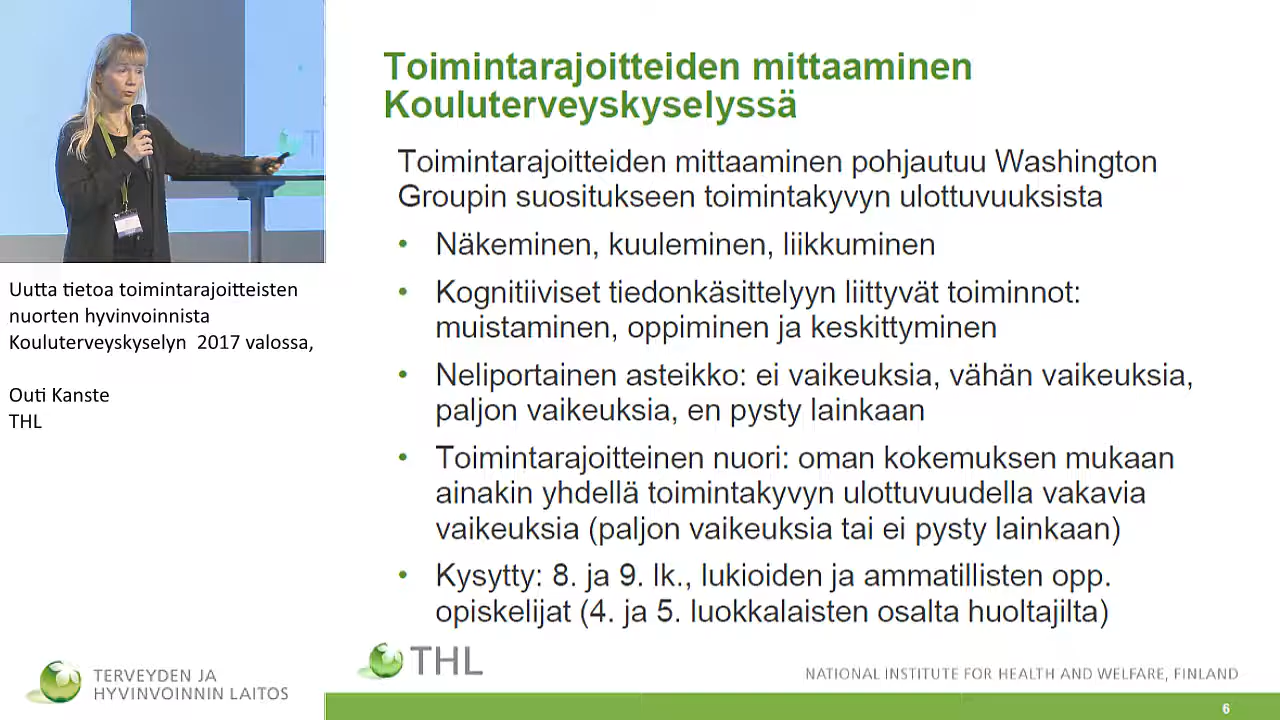 Toimintarajoitteiden mittaaminen
Kouluterveyskyselyssä
Toimintarajoitteiden mittaaminen pohjautuu Washington
Groupin suositukseen toimintakyvyn ulottuvuuksista
• Näkeminen, kuuleminen, liikkuminen
• Kognitiiviset tiedonkäsittelyyn liittyvät toiminnot:
muistaminen, oppiminen ja keskittyminen
• Neliportainen asteikko: ei vaikeuksia, vähän vaikeuksia,
paljon vaikeuksia, en pysty lainkaan
• Toimintarajoitteinen nuori: oman kokemuksen mukaan
ainakin yhdellä toimintakyvyn ulottuvuudella vakavia
vaikeuksia (paljon vaikeuksia tai ei pysty lainkaan)
• Kysytty: 8. ja 9. lk., lukioiden ja ammatillisten opp.
opiskelijat (4. ja 5. luokkalaisten osalta huoltajilta)
Uutta tietoa toimintarajoitteisten
nuorten hyvinvoinnista
Kouluterveyskyselyn 2017 valossa,
Outi Kanste
THL
TERVEYDEN JA
HYVINVOINNIN LAITOS
THL
NATIONAL INSTITUTE FOR HEALTH AND WELFARE, FINLAND
6